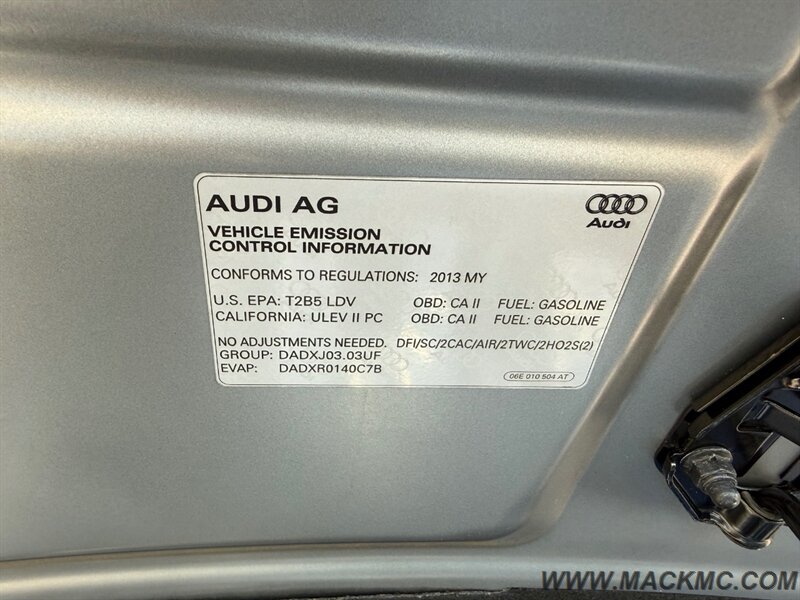 AUDI AG
Audi
VEHICLE EMISSION
CONTROL INFORMATION
CONFORMS TO REGULATIONS: 2013 MY
U.S. EPA: T2B5 LDV OBD: CA II FUEL: GASOLINE
CALIFORNIA: ULEV II PC OBD: CA II FUEL: GASOLINE
NO ADJUSTMENTS NEEDED. DFI/SC/2CAC/AIR/2TWC/2HO2S(2)
GROUP: DADXJ03.03UF
EVAP: DADXR0140C7B
06E 010 504 AT
WWW.MACKMC.COM